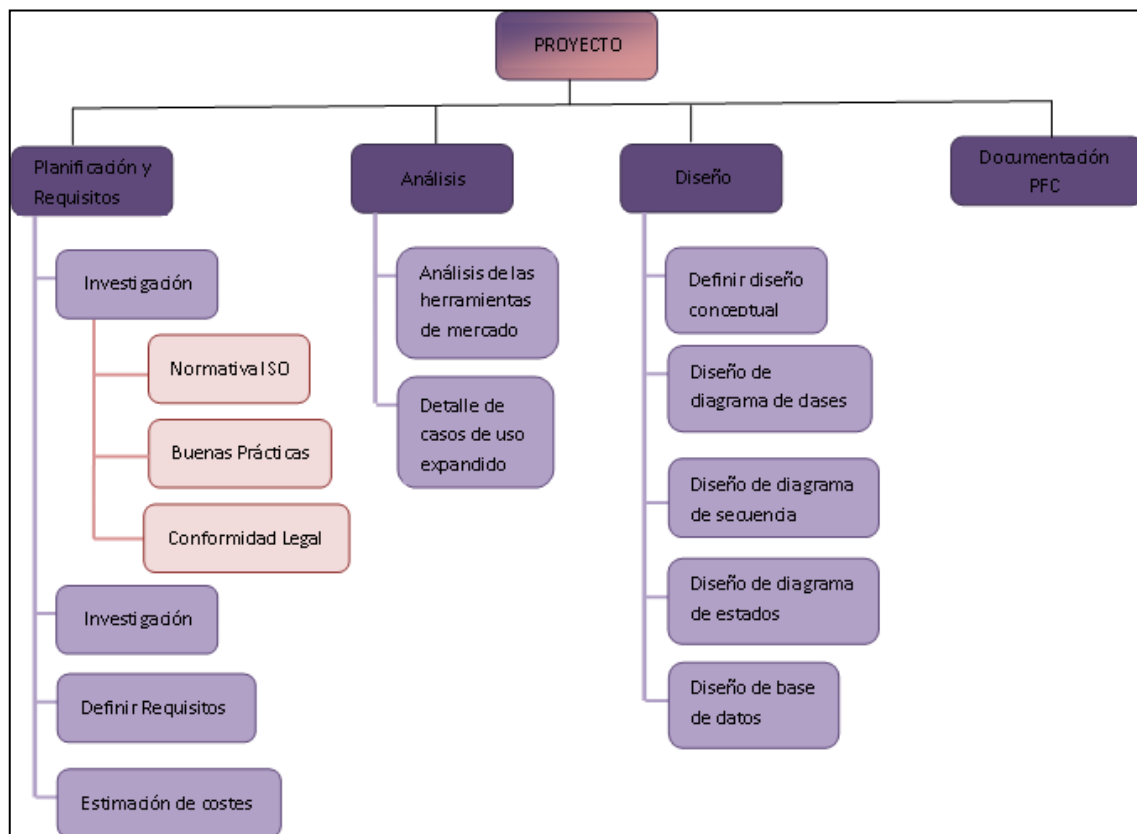 PROYECTO
Planificación y
Requisitos
Investigación
Normativa ISO
Buenas Prácticas
Conformidad Legal
Investigación
Definir Requisitos
Estimación de costes
Análisis
Análisis de las
herramientas
de mercado
Detalle de
casos de uso
expandido
Diseño
Definir diseño
conceptual
Diseño de
diagrama de clases
Diseño de diagrama
de secuencia
Diseño de diagrama
de estados
Diseño de base
de datos
Documentación
PFC